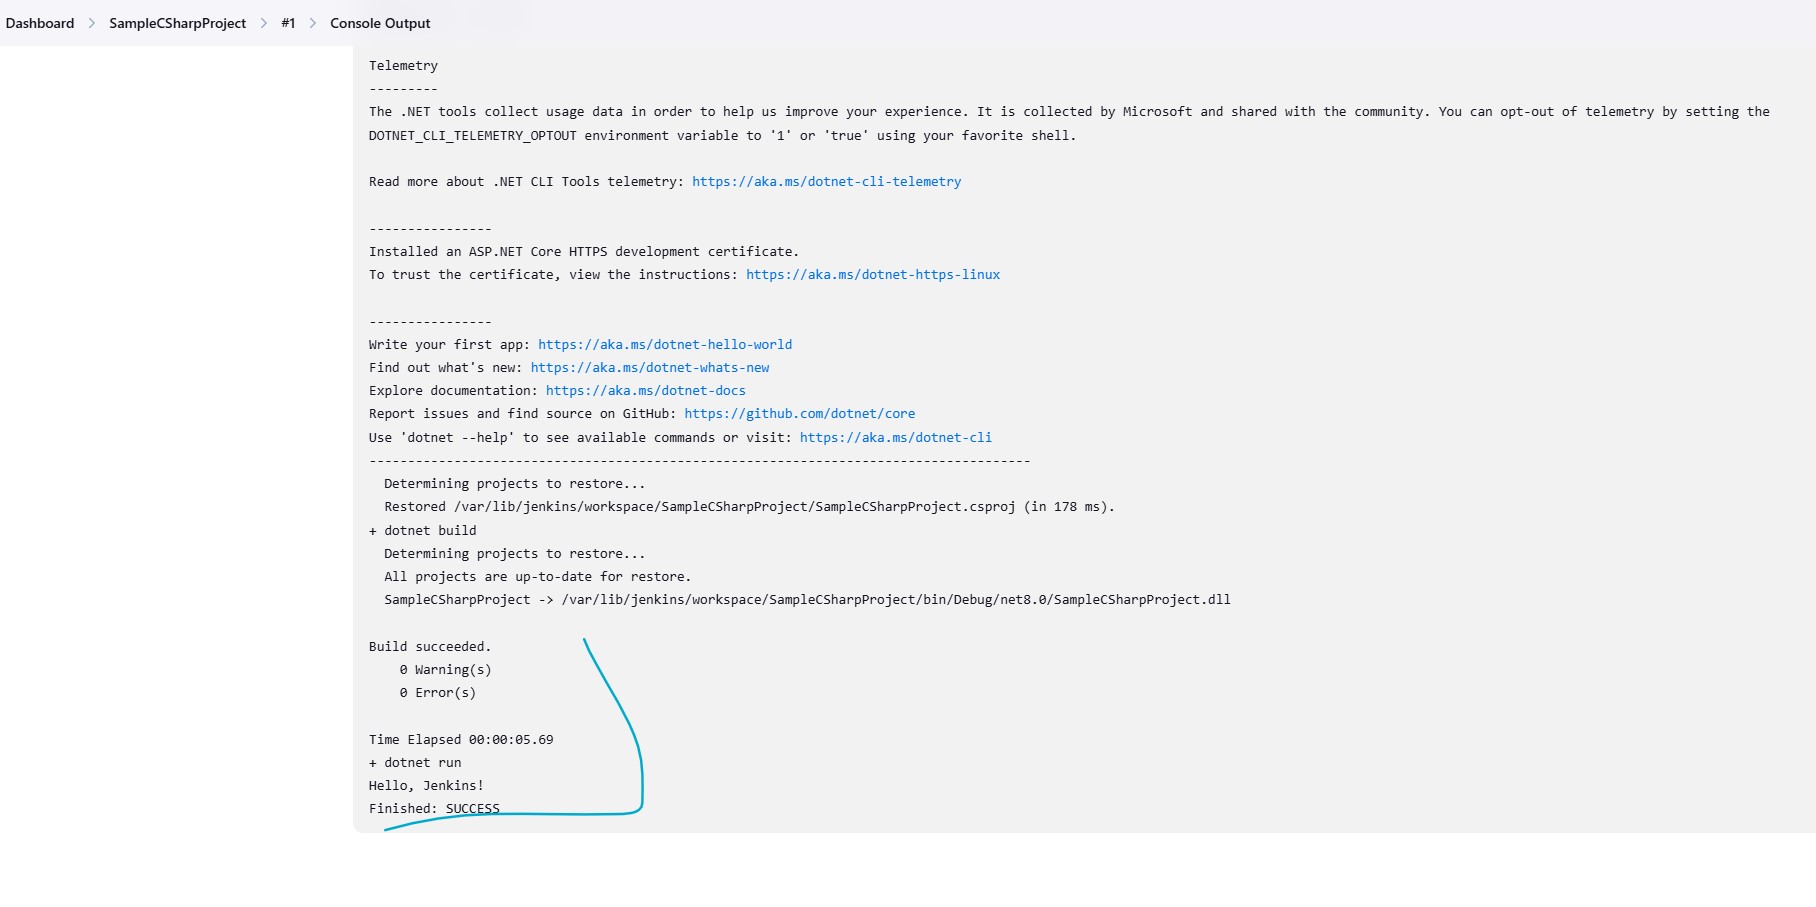 Dashboard > SampleCSharpProject > #1 > Console Output
Telemetry
---------
The .NET tools collect usage data in order to help us improve your experience. It is collected by Microsoft and shared with the community. You can opt-out of telemetry by setting the
DOTNET_CLI_TELEMETRY_OPTOUT environment variable to '1' or 'true' using your favorite shell.
Read more about .NET CLI Tools telemetry: https://aka.ms/dotnet-cli-telemetry
----------------
Installed an ASP.NET Core HTTPS development certificate.
To trust the certificate, view the instructions: https://aka.ms/dotnet-https-linux
----------------
Write your first app: https://aka.ms/dotnet-hello-world
Find out what's new: https://aka.ms/dotnet-whats-new
Explore documentation: https://aka.ms/dotnet-docs
Report issues and find source on GitHub: https://github.com/dotnet/core
Use 'dotnet --help' to see available commands or visit: https://aka.ms/dotnet-cli
--------------------------------------------------------------------------------------
Determining projects to restore...
Restored /var/lib/jenkins/workspace/SampleCSharpProject/SampleCSharpProject.csproj (in 178 ms).
+ dotnet build
Determining projects to restore...
All projects are up-to-date for restore.
SampleCSharpProject -> /var/lib/jenkins/workspace/SampleCSharpProject/bin/Debug/net8.0/SampleCSharpProject.dll
Build succeeded.
0 Warning(s)
0 Error(s)
Time Elapsed 00:00:05.69
+ dotnet run
Hello, Jenkins!
Finished: SUCCESS